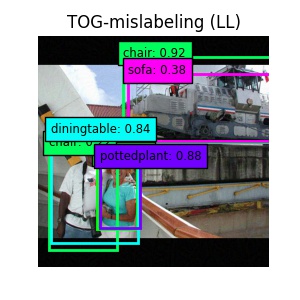 TOG-mislabeling (LL)
chair: 0.92
sofa: 0.38
diningtable: 0.84
chair:
pottedplant: 0.88